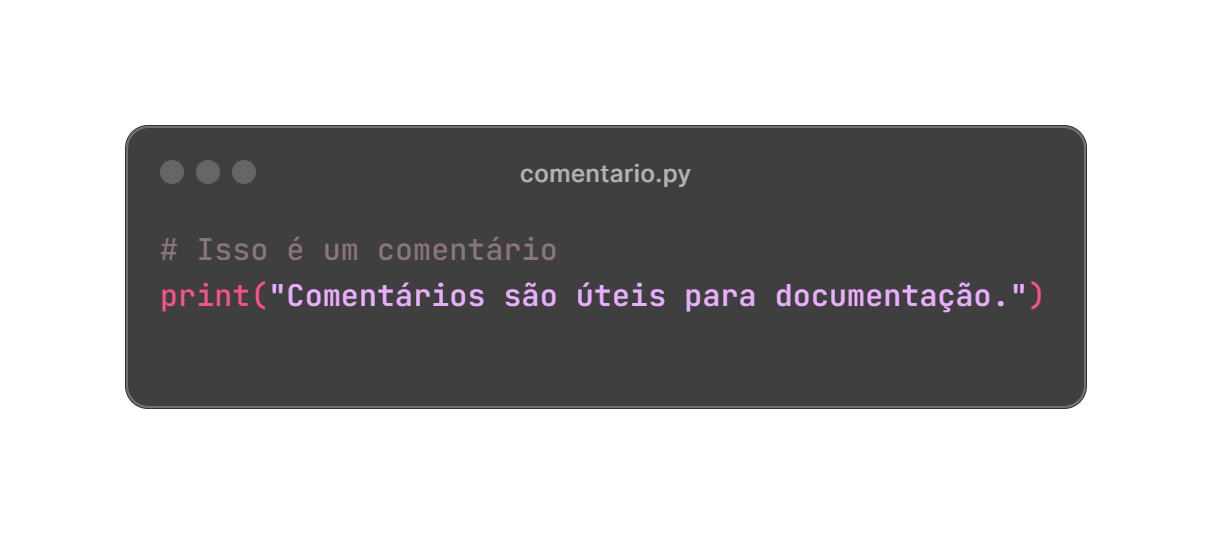 comentario.py
# Isso é um comentário
print("Comentários são úteis para documentação.")